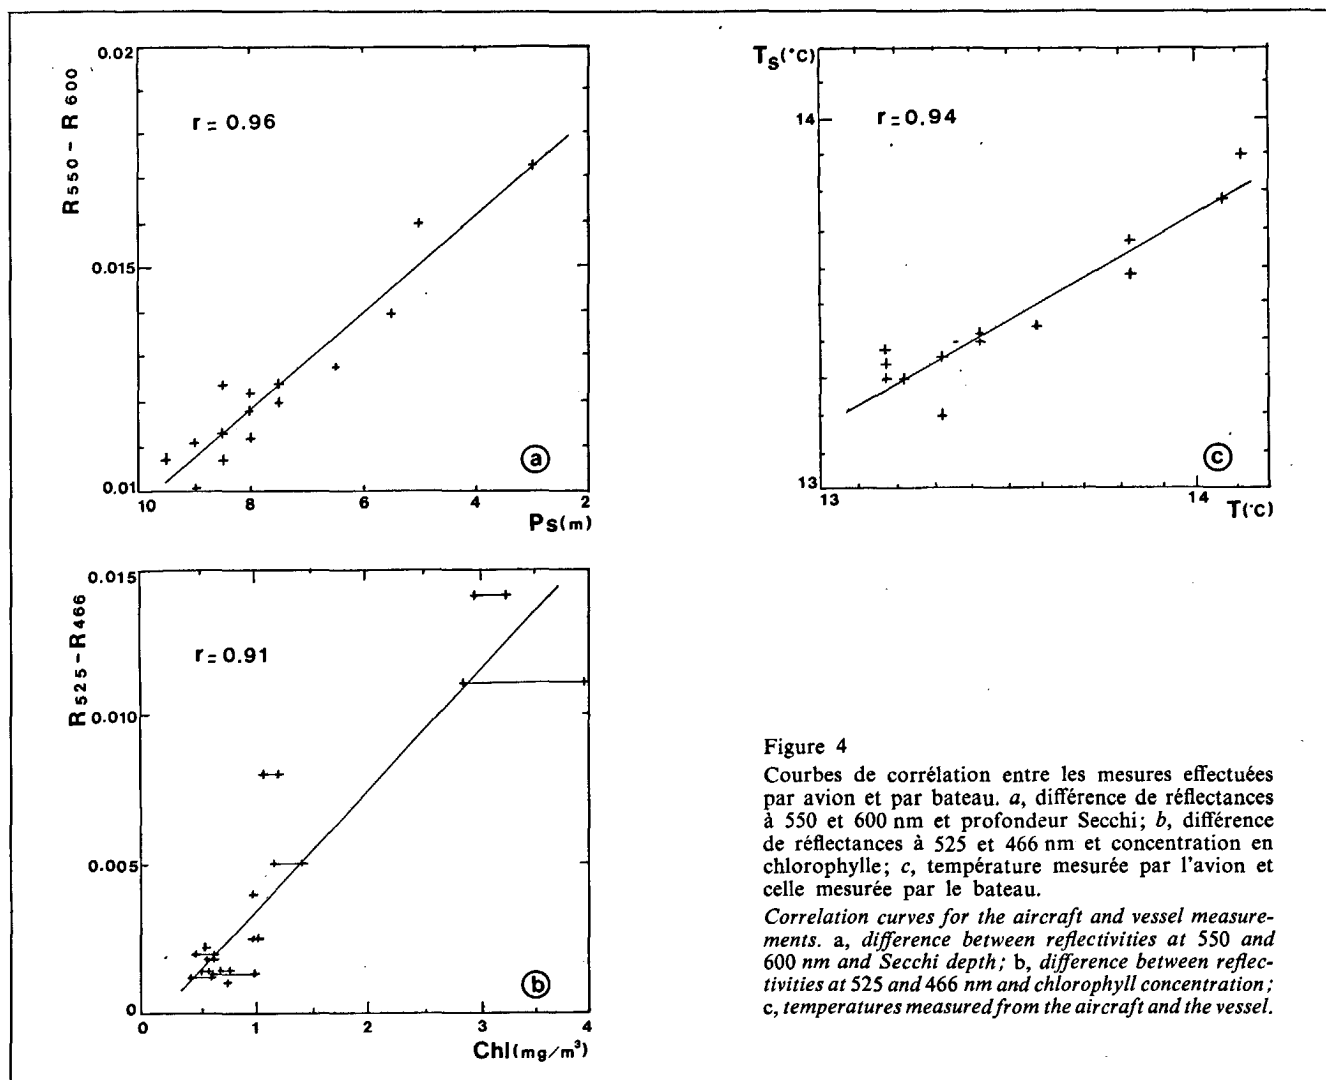 0.02
R550-R600
r=0.96
0.015
0.01
a
10 8 6 4 2
Ps(m)
Ts(°C)
14
r=0.94
13
c
13 14
T(°C)
0.015
R525-R466
r=0.91
0.010
0.005
0
b
0 1 2 3 4
Chl(mg/m³)
Figure 4
Courbes de corrélation entre les mesures effectuées
par avion et par bateau. a, différence de réflectances
à 550 et 600 nm et profondeur Secchi; b, différence
de réflectances à 525 et 466 nm et concentration en
chlorophylle; c, température mesurée par l'avion et
celle mesurée par le bateau.
Correlation curves for the aircraft and vessel measure-
ments. a, difference between reflectivities at 550 and
600 nm and Secchi depth; b, difference between reflec-
tivities at 525 and 466 nm and chlorophyll concentration;
c, temperatures measured from the aircraft and the vessel.